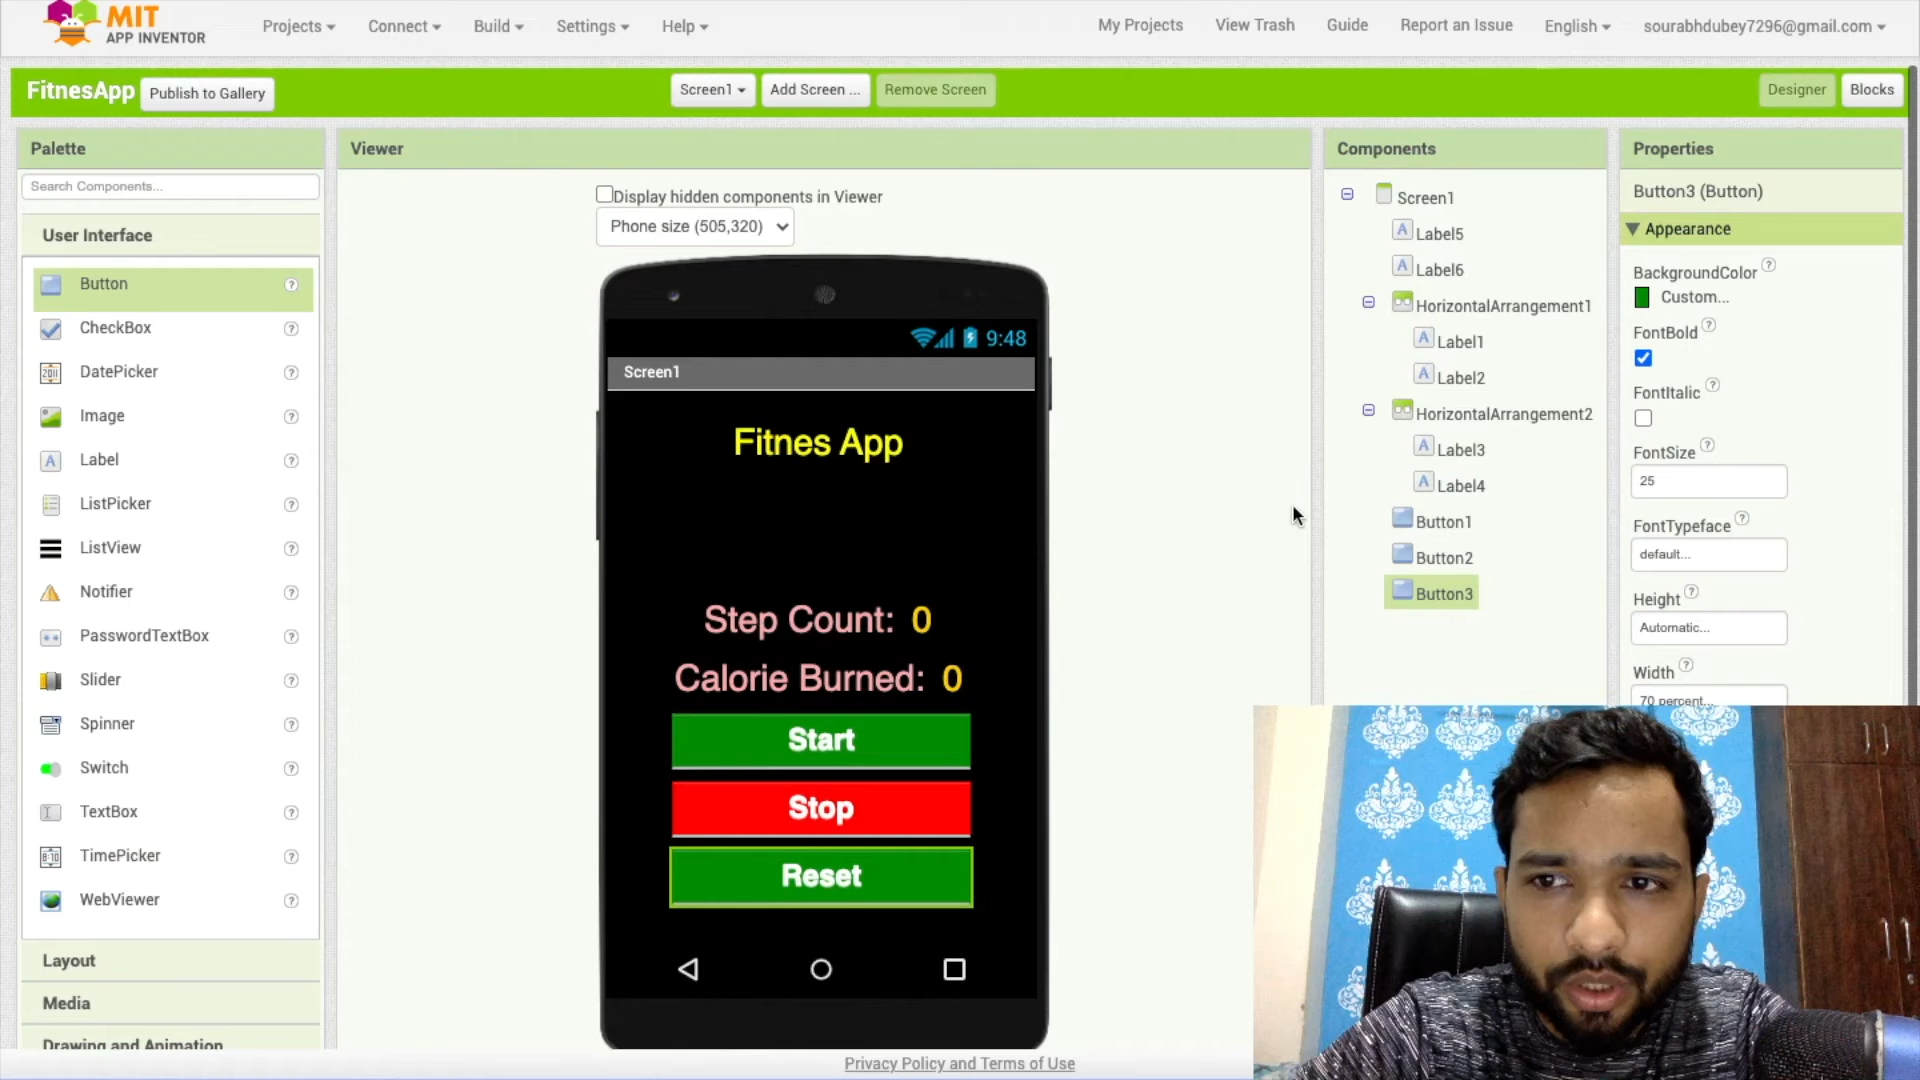 MIT
APP INVENTOR
Projects
Connect
Build
Settings
Help
My Projects
View Trash
Guide
Report an Issue
English
sourabhdubey7296@gmail.com
FitnesApp
Publish to Gallery
Screen1
Add Screen ...
Remove Screen
Designer
Blocks
Palette
Search Components...
User Interface
Button
?
CheckBox
?
DatePicker
?
Image
?
Label
?
ListPicker
?
ListView
?
Notifier
?
PasswordTextBox
?
Slider
?
Spinner
?
Switch
?
TextBox
?
TimePicker
?
WebViewer
?
Layout
Media
Drawing and Animation
Viewer
Display hidden components in Viewer
Phone size (505,320)
9:48
Screen1
Fitnes App
Step Count: 0
Calorie Burned: 0
Start
Stop
Reset
Components
Screen1
Label5
Label6
HorizontalArrangement1
Label1
Label2
HorizontalArrangement2
Label3
Label4
Button1
Button2
Button3
Properties
Button3 (Button)
Appearance
BackgroundColor ?
Custom...
FontBold ?
FontItalic ?
FontSize ?
25
FontTypeface ?
default...
Height ?
Automatic...
Width ?
70 percent...
Privacy Policy and Terms of Use